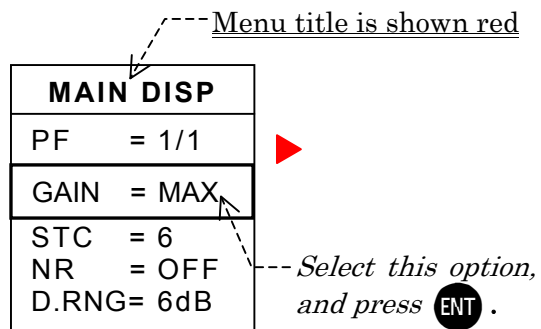 Menu title is shown red
MAIN DISP
PF = 1/1
GAIN = MAX
STC = 6
NR = OFF
D.RNG= 6dB
Select this option,
and press ENT .